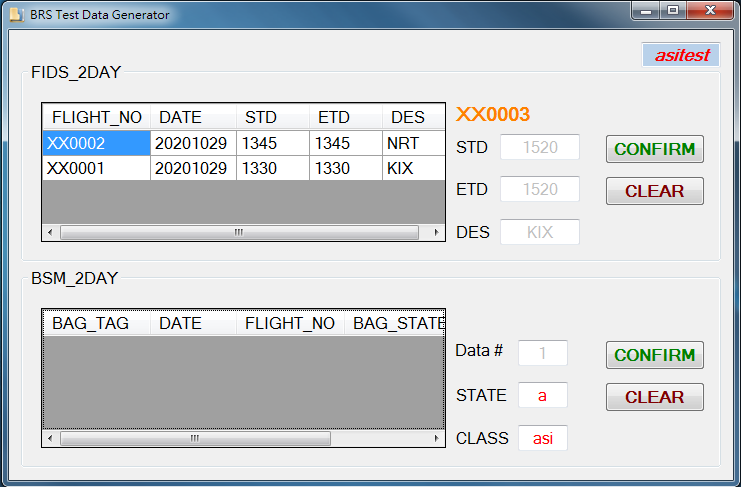 BRS Test Data Generator
asitest
FIDS_2DAY
FLIGHT_NO DATE STD ETD DES
XX0002 20201029 1345 1345 NRT
XX0001 20201029 1330 1330 KIX
XX0003
STD 1520 CONFIRM
ETD 1520 CLEAR
DES KIX
BSM_2DAY
BAG_TAG DATE FLIGHT_NO BAG_STATE
Data # 1 CONFIRM
STATE a CLEAR
CLASS asi